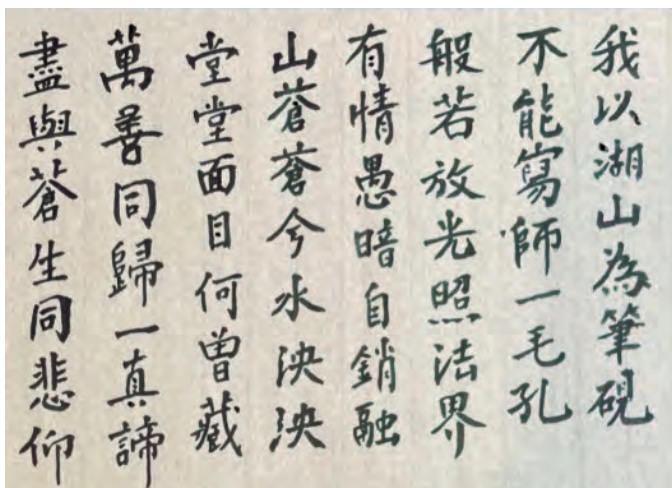 我以湖山為筆硯
不能寫師一毛孔
般若放光照法界
有情愚暗自銷融
山蒼蒼兮水泱泱
堂堂面目何曾藏
萬善同歸一真諦
盡與蒼生同悲仰